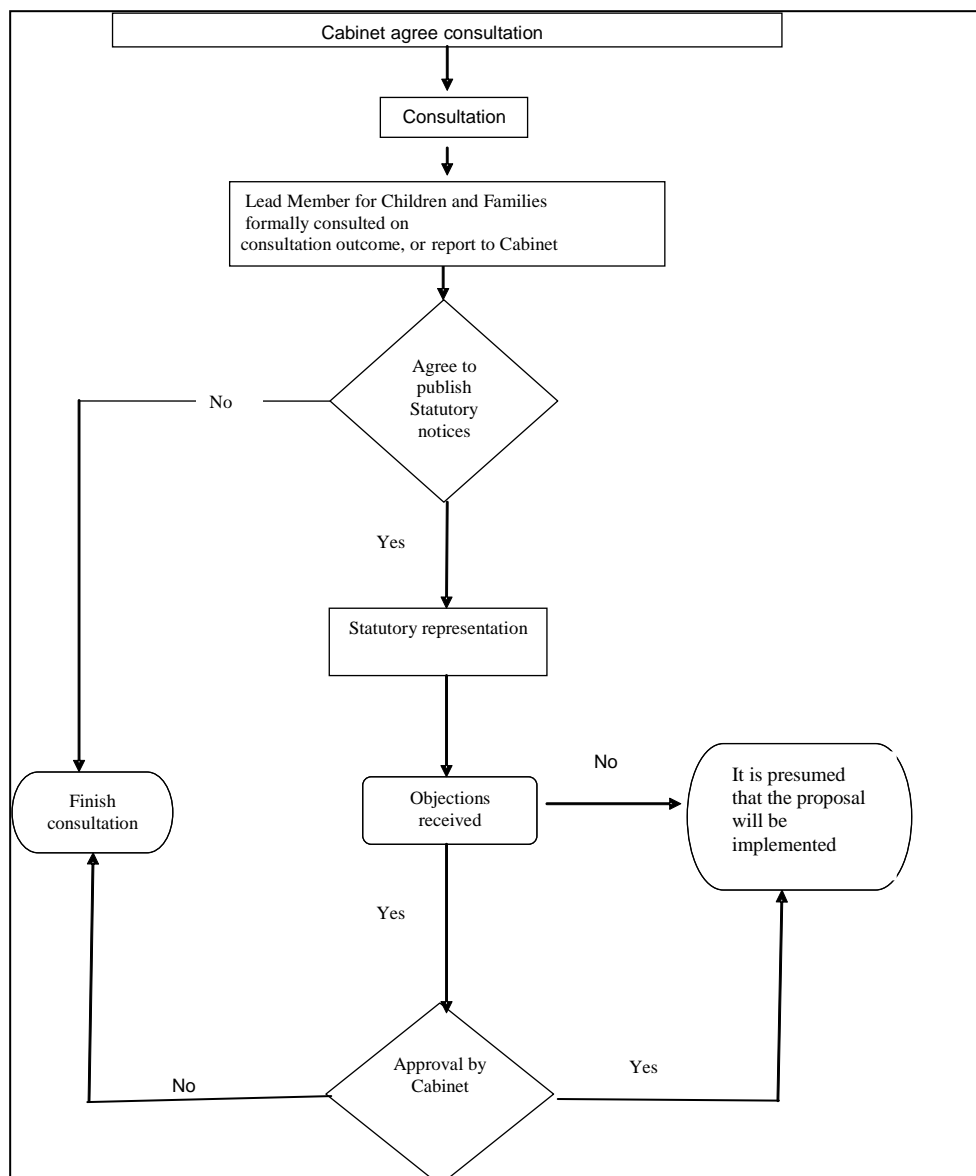 Cabinet agree consultation
Consultation
Lead Member for Children and Families
formally consulted on
consultation outcome, or report to Cabinet
Agree to
publish
Statutory
notices
No
Yes
Statutory representation
Objections
received
No
It is presumed
that the proposal
will be
implemented
Finish
consultation
Yes
Approval by
Cabinet
No
Yes